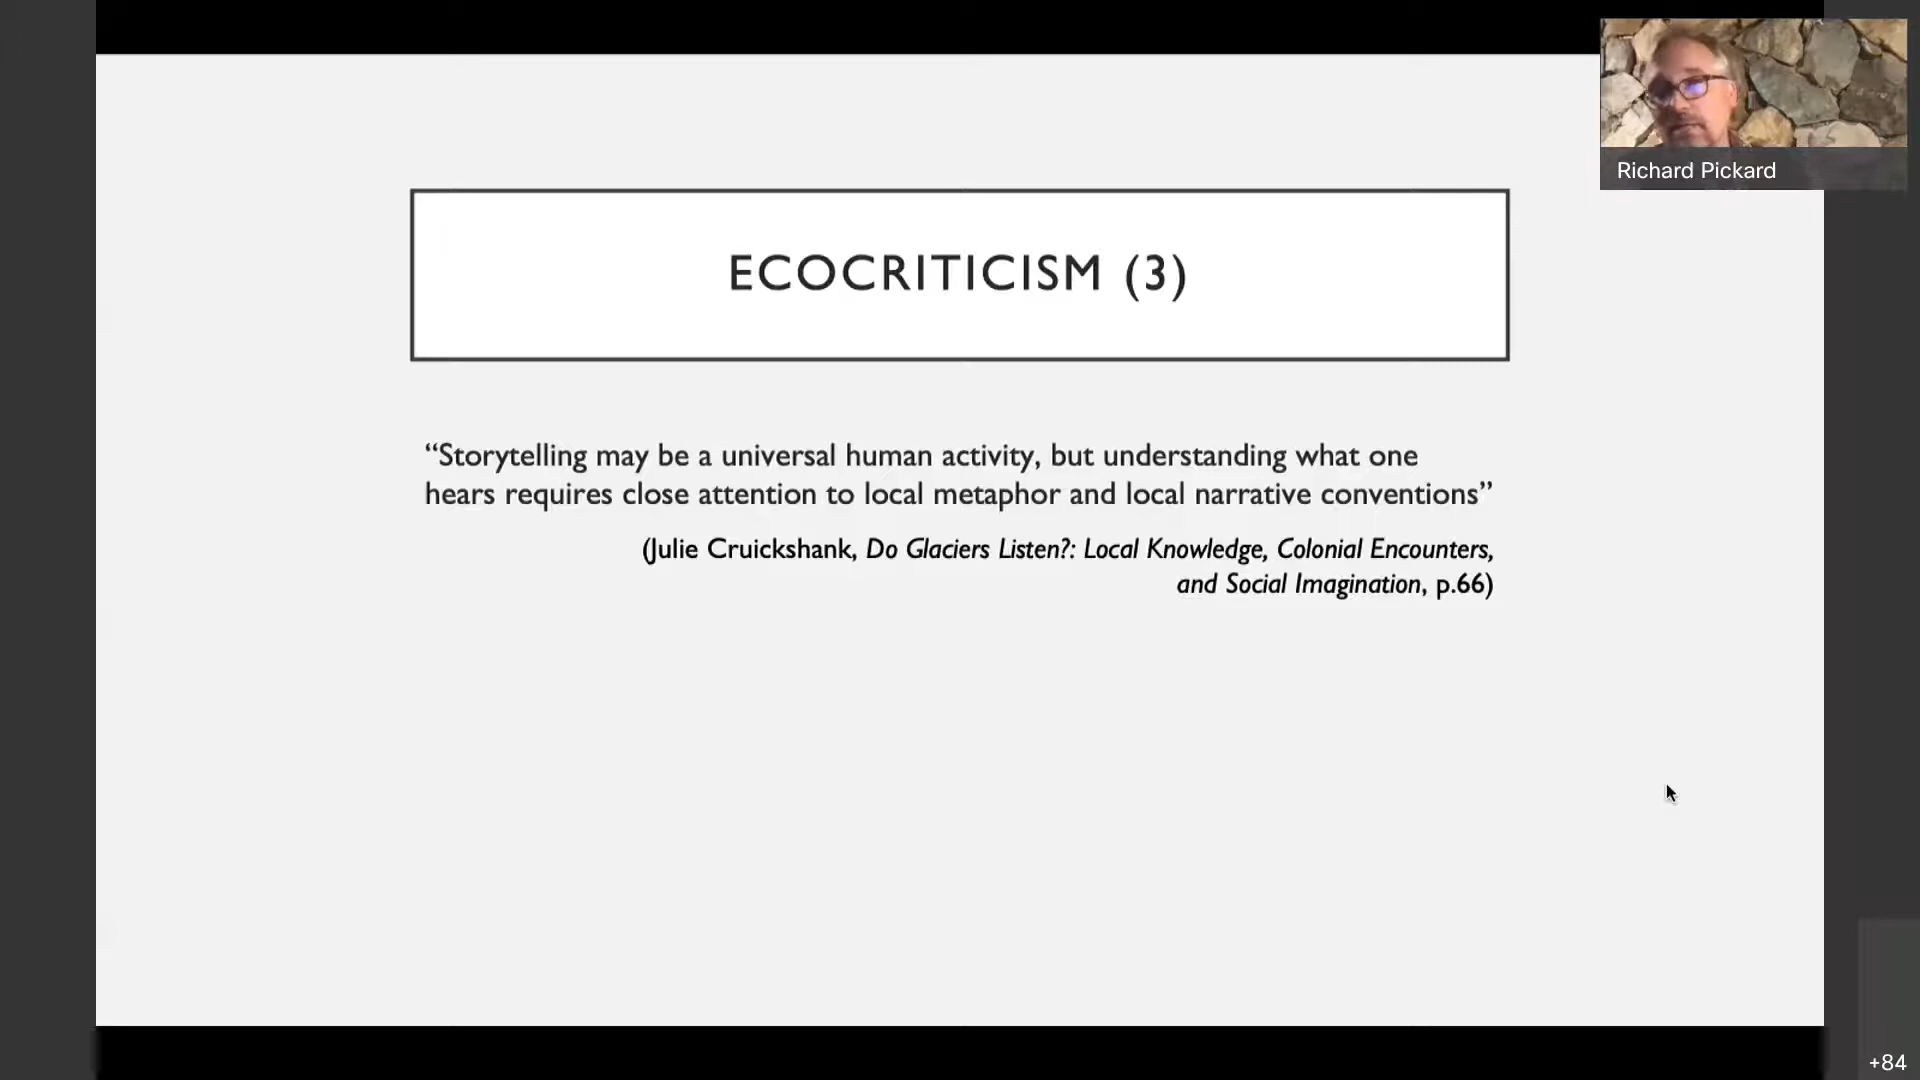 Richard Pickard
ECOCRITICISM (3)
“Storytelling may be a universal human activity, but understanding what one
hears requires close attention to local metaphor and local narrative conventions”
(Julie Cruickshank, Do Glaciers Listen?: Local Knowledge, Colonial Encounters,
and Social Imagination, p.66)
+84